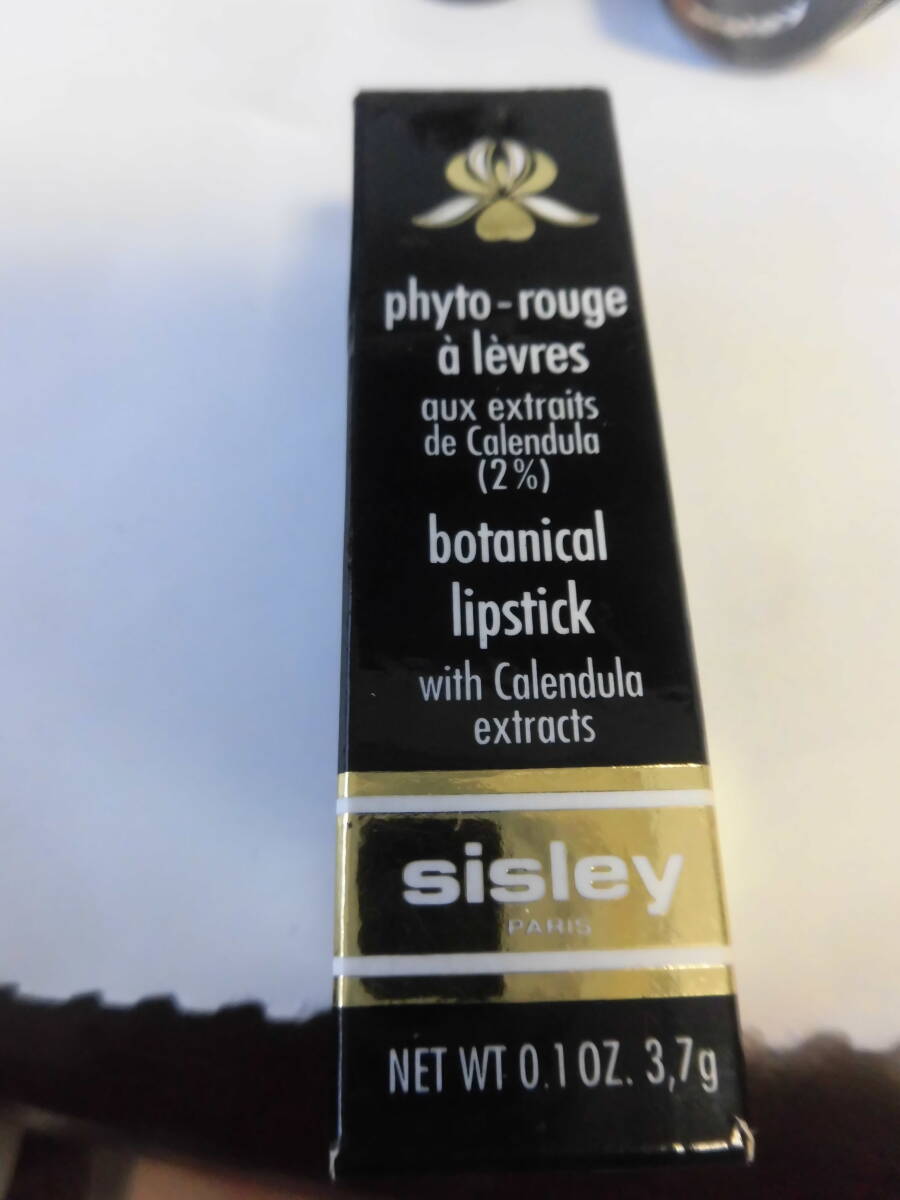 phyto-rouge
à lèvres
aux extraits
de Calendula
(2%)
botanical
lipstick
with Calendula
extracts
sisley
PARIS
NET WT 0.1 OZ. 3,7g